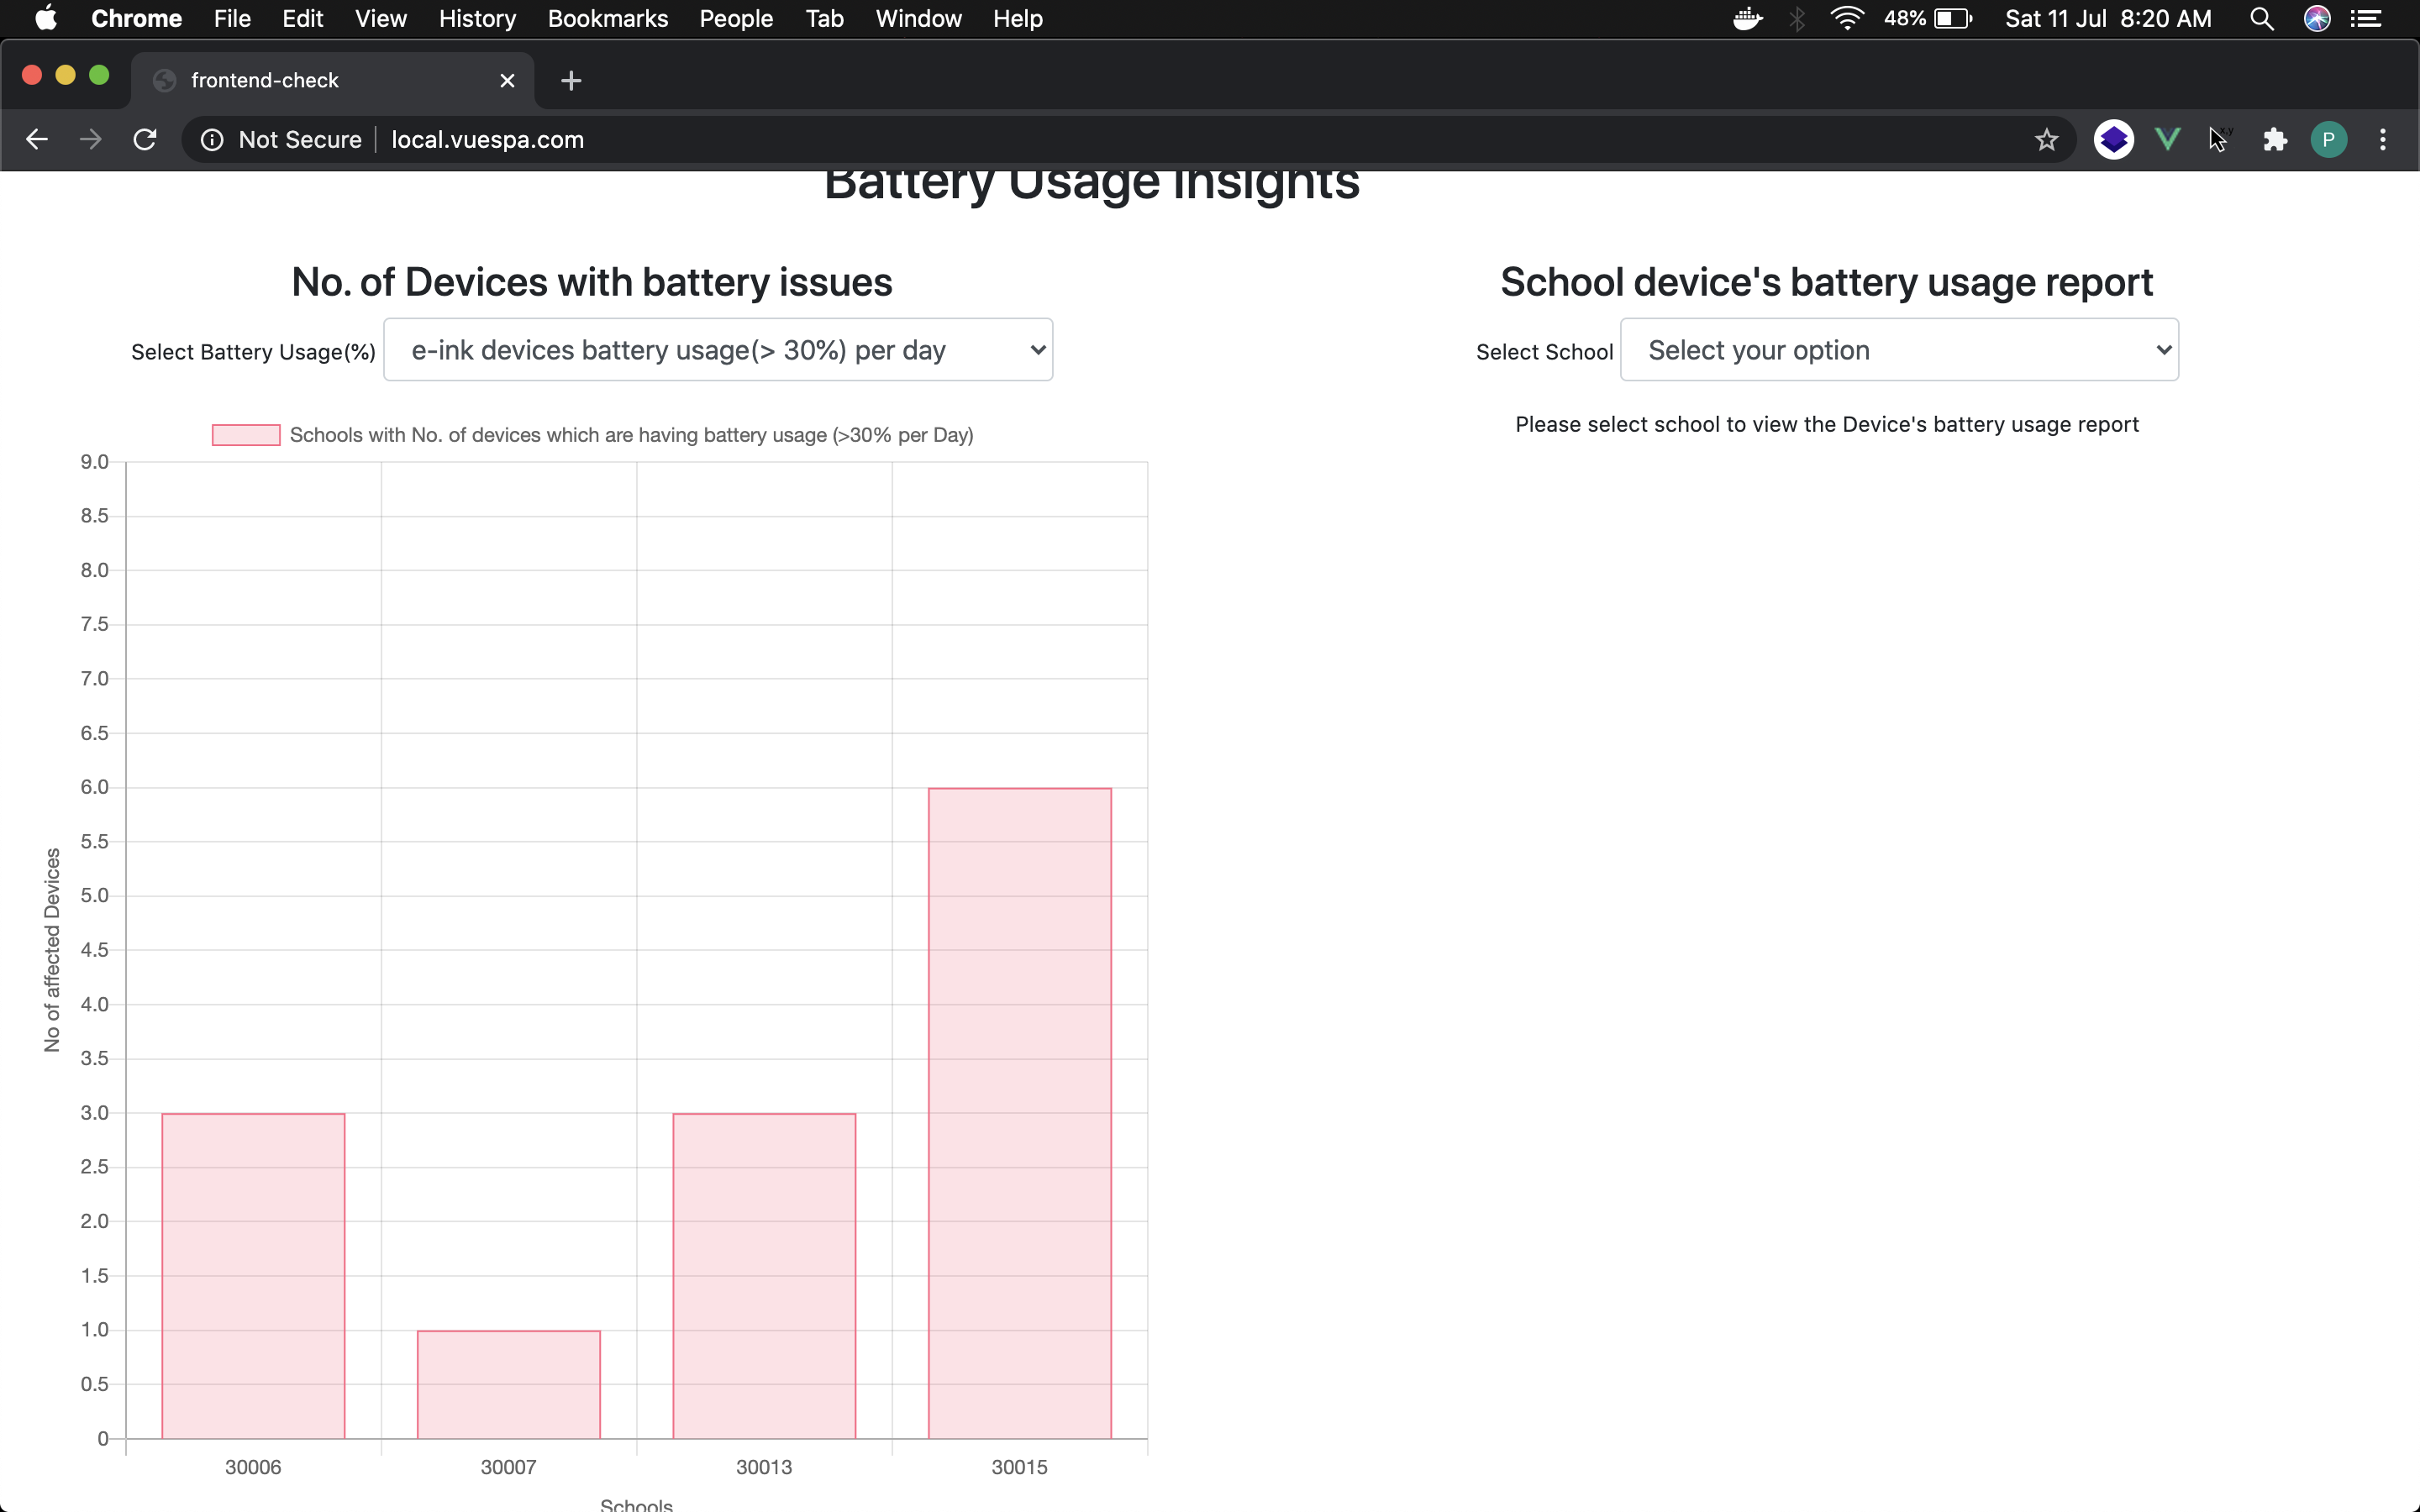 Chrome File Edit View History Bookmarks People Tab Window Help 48% Sat 11 Jul 8:20 AM
frontend-check
Not Secure local.vuespa.com P
Battery Usage Insights
No. of Devices with battery issues
Select Battery Usage(%) e-ink devices battery usage(> 30%) per day
Schools with No. of devices which are having battery usage (>30% per Day)
9.0
8.5
8.0
7.5
7.0
6.5
6.0
5.5
5.0
4.5
4.0
3.5
3.0
2.5
2.0
1.5
1.0
0.5
0
No of affected Devices
30006 30007 30013 30015
Schools
School device's battery usage report
Select School Select your option
Please select school to view the Device's battery usage report